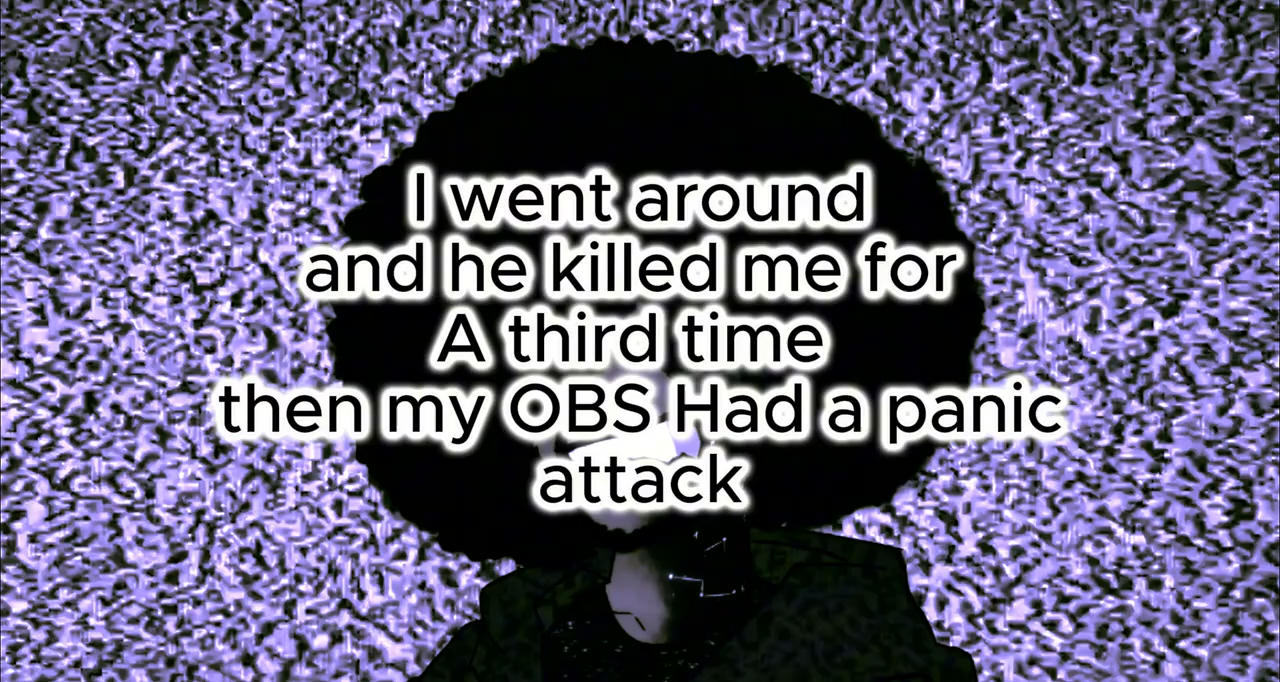 I went around
and he killed me for
A third time
then my OBS Had a panic
attack